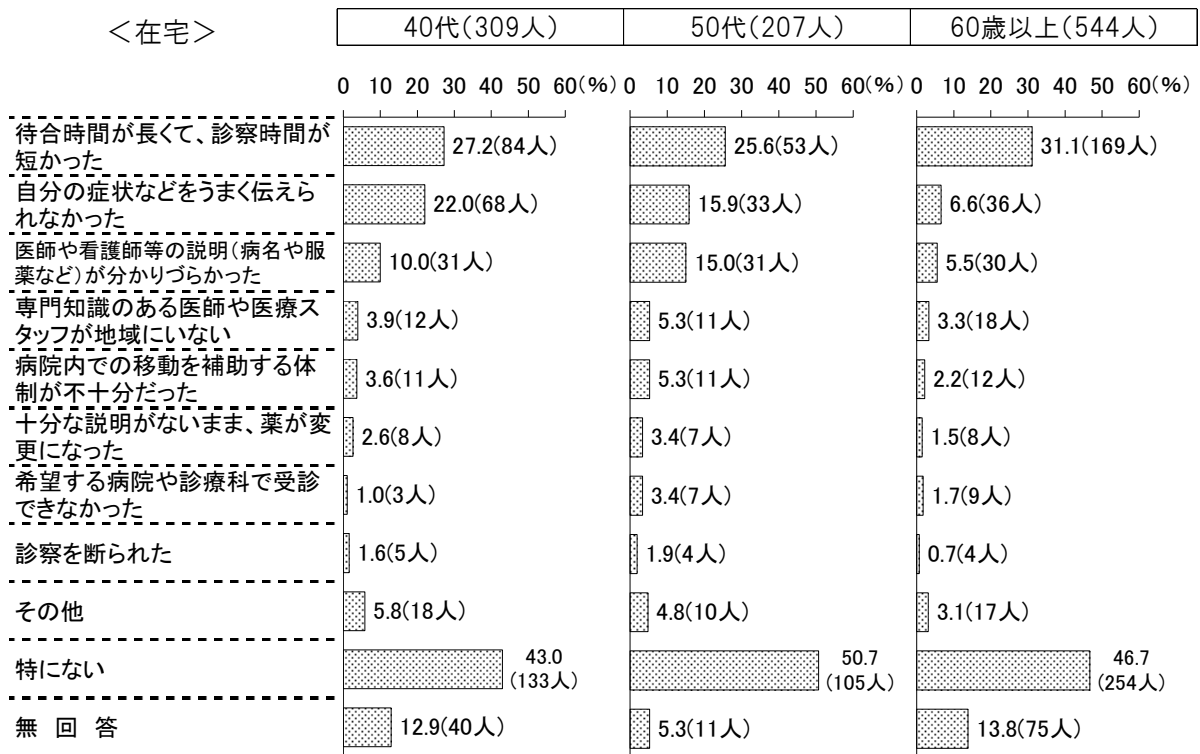 ＜在宅＞ 40代(309人) 50代(207人) 60歳以上(544人)
0 10 20 30 40 50 60(%) 0 10 20 30 40 50 60(%) 0 10 20 30 40 50 60(%)
待合時間が長くて、診察時間が
短かった
27.2(84人) 25.6(53人) 31.1(169人)
自分の症状などをうまく伝えら
れなかった
22.0(68人) 15.9(33人) 6.6(36人)
医師や看護師等の説明(病名や服
薬など)が分かりづらかった
10.0(31人) 15.0(31人) 5.5(30人)
専門知識のある医師や医療ス
タッフが地域にいない
3.9(12人) 5.3(11人) 3.3(18人)
病院内での移動を補助する体
制が不十分だった
3.6(11人) 5.3(11人) 2.2(12人)
十分な説明がないまま、薬が変
更になった
2.6(8人) 3.4(7人) 1.5(8人)
希望する病院や診療科で受診
できなかった
1.0(3人) 3.4(7人) 1.7(9人)
診察を断られた 1.6(5人) 1.9(4人) 0.7(4人)
その他 5.8(18人) 4.8(10人) 3.1(17人)
特にない 43.0 50.7 46.7
(133人) (105人) (254人)
無 回 答 12.9(40人) 5.3(11人) 13.8(75人)